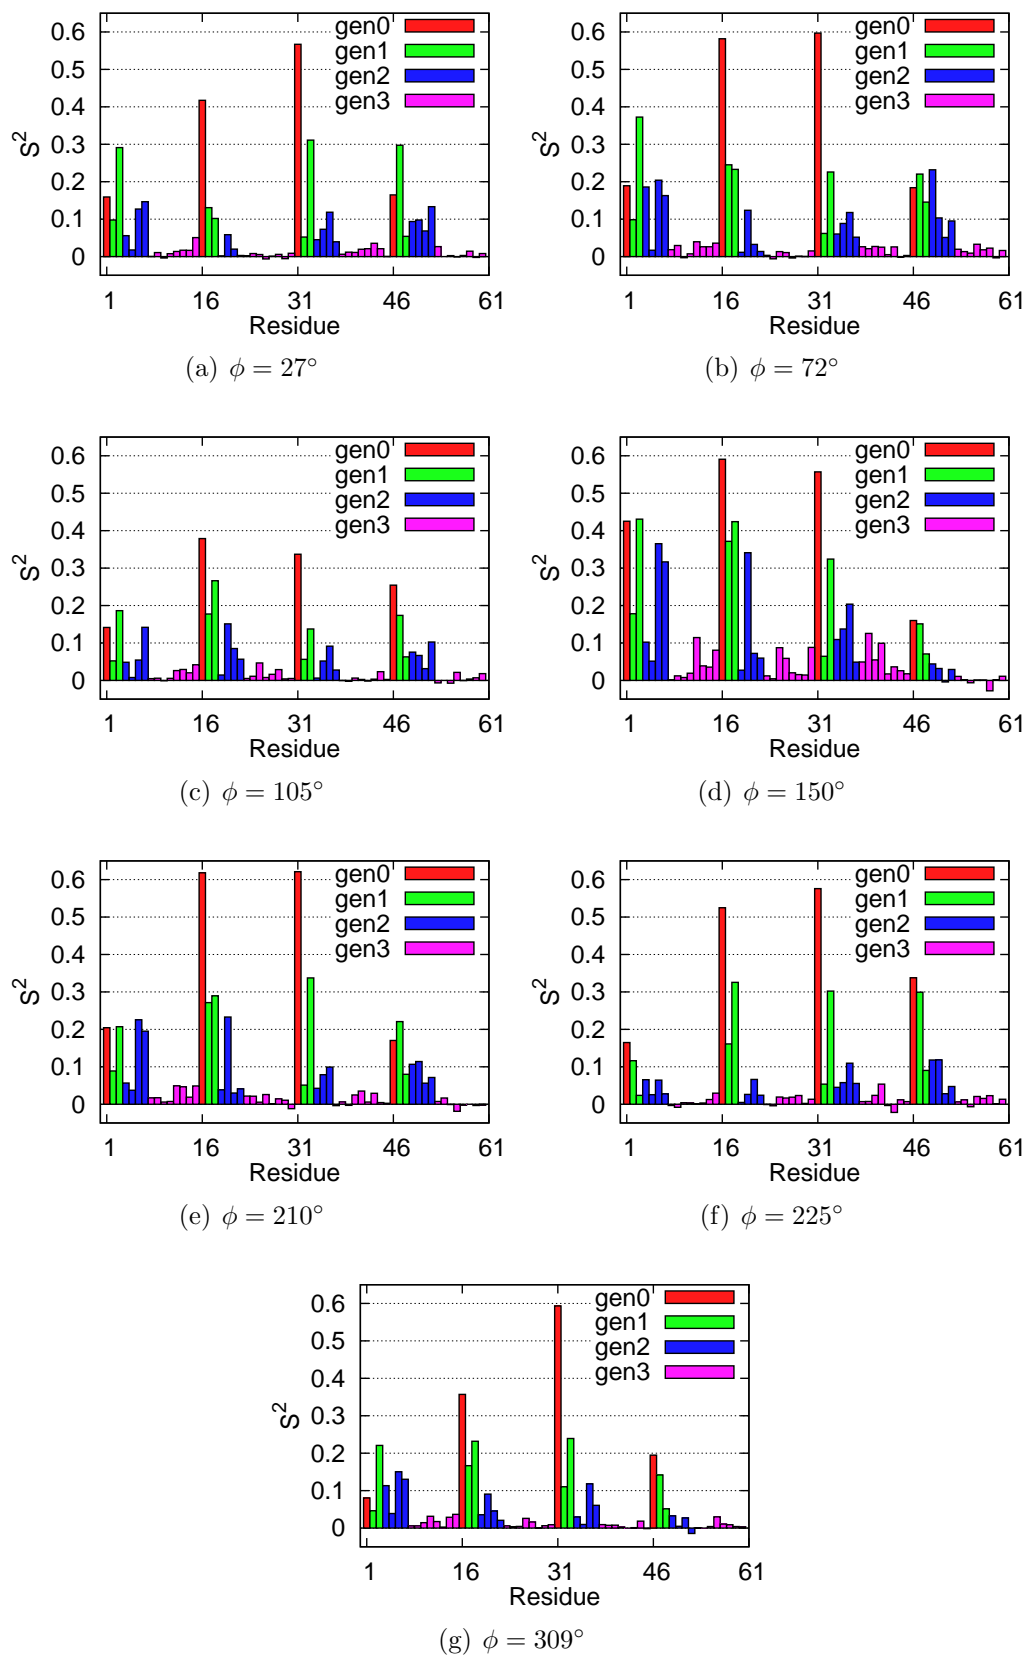 0.6
0.5
0.4
0.3
0.2
0.1
0
S²
gen0
gen1
gen2
gen3
1 16 31 46 61
Residue
(a) ϕ = 27°
0.6
0.5
0.4
0.3
0.2
0.1
0
S²
gen0
gen1
gen2
gen3
1 16 31 46 61
Residue
(b) ϕ = 72°
0.6
0.5
0.4
0.3
0.2
0.1
0
S²
gen0
gen1
gen2
gen3
1 16 31 46 61
Residue
(c) ϕ = 105°
0.6
0.5
0.4
0.3
0.2
0.1
0
S²
gen0
gen1
gen2
gen3
1 16 31 46 61
Residue
(d) ϕ = 150°
0.6
0.5
0.4
0.3
0.2
0.1
0
S²
gen0
gen1
gen2
gen3
1 16 31 46 61
Residue
(e) ϕ = 210°
0.6
0.5
0.4
0.3
0.2
0.1
0
S²
gen0
gen1
gen2
gen3
1 16 31 46 61
Residue
(f) ϕ = 225°
0.6
0.5
0.4
0.3
0.2
0.1
0
S²
gen0
gen1
gen2
gen3
1 16 31 46 61
Residue
(g) ϕ = 309°